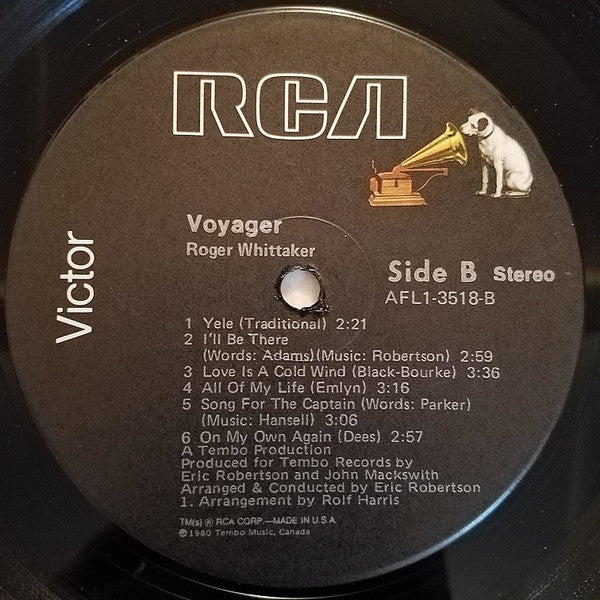 RCA
Victor
Voyager
Roger Whittaker
Side B Stereo
AFL1-3518-B
1 Yele (Traditional) 2:21
2 I'll Be There
(Words: Adams)(Music: Robertson) 2:59
3 Love Is A Cold Wind (Black-Bourke) 3:36
4 All Of My Life (Emlyn) 3:16
5 Song For The Captain (Words: Parker)
(Music: Hansell) 3:06
6 On My Own Again (Dees) 2:57
A Tembo Production
Produced for Tembo Records by
Eric Robertson and John Mackswith
Arranged & Conducted by Eric Robertson
1. Arrangement by Rolf Harris
TM(s) ® RCA CORP.—MADE IN U.S.A.
℗1980 Tembo Music, Canada